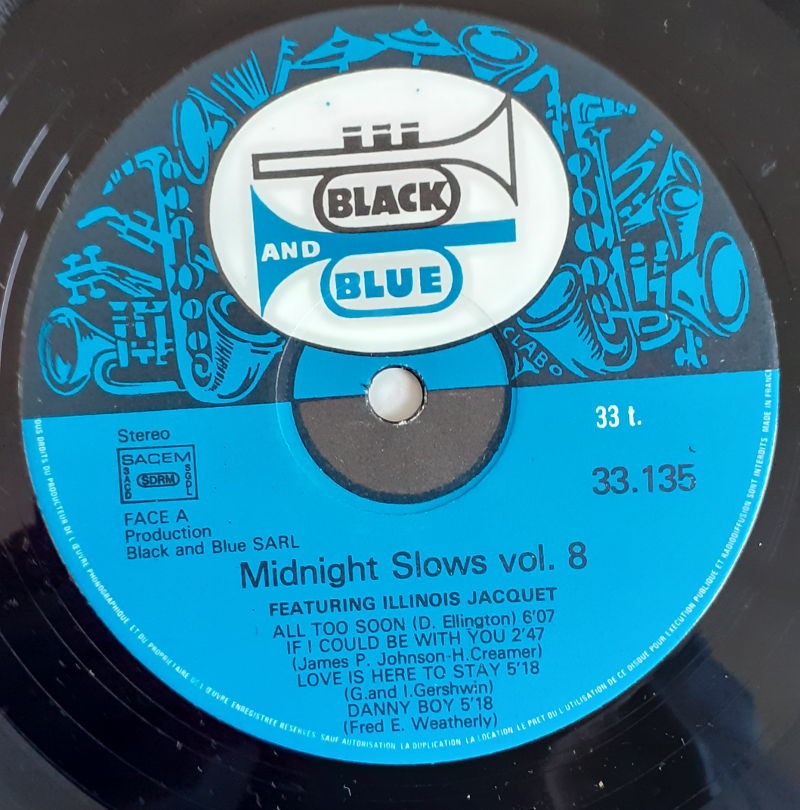 BLACK
AND
BLUE
CLABO
33 t.
33.135
Stereo
SACEM
SACD
SDRM
SGDL
FACE A
Production
Black and Blue SARL
Midnight Slows vol. 8
FEATURING ILLINOIS JACQUET
ALL TOO SOON (D. Ellington) 6'07
IF I COULD BE WITH YOU 2'47
(James P. Johnson-H.Creamer)
LOVE IS HERE TO STAY 5'18
(G.and I.Gershwin)
DANNY BOY 5'18
(Fred E. Weatherly)
DROITS DU PRODUCTEUR DE L'ŒUVRE PHONOGRAPHIQUE ET DU PROPRIETAIRE DE L'ŒUVRE ENREGISTREE RESERVES. SAUF AUTORISATION LA DUPLICATION LA LOCATION LE PRET OU L'UTILISATION DE CE DISQUE POUR EXECUTION PUBLIQUE ET RADIODIFFUSION SONT INTERDITS MADE IN FRANCE